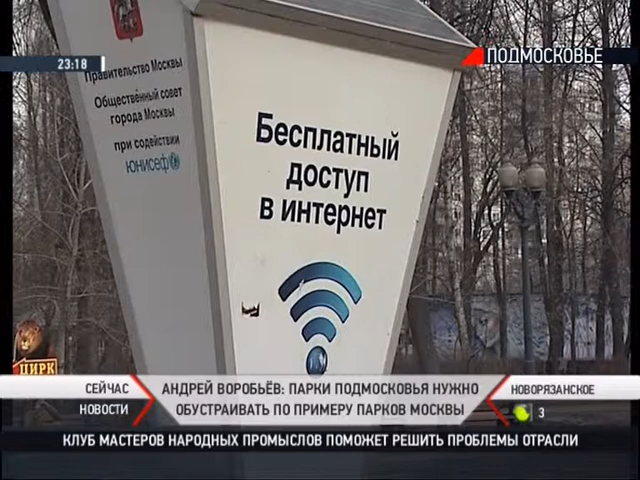 23:18
ПОДМОСКОВЬЕ
Правительство Москвы
Общественный совет
города Москвы
при содействии
юнисеф
Бесплатный
доступ
в интернет
ЦИРК
СЕЙЧАС
НОВОСТИ
АНДРЕЙ ВОРОБЬЁВ: ПАРКИ ПОДМОСКОВЬЯ НУЖНО
ОБУСТРАИВАТЬ ПО ПРИМЕРУ ПАРКОВ МОСКВЫ
НОВОРЯЗАНСКОЕ
3
КЛУБ МАСТЕРОВ НАРОДНЫХ ПРОМЫСЛОВ ПОМОЖЕТ РЕШИТЬ ПРОБЛЕМЫ ОТРАСЛИ